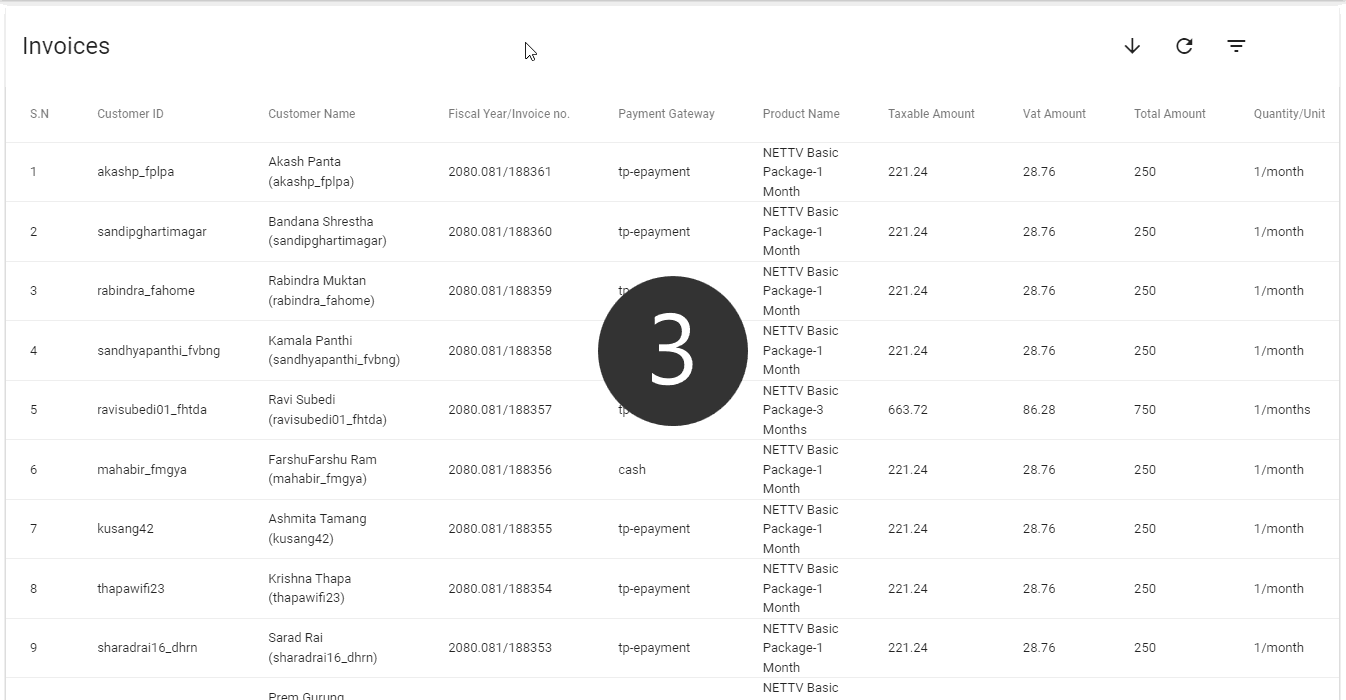 Invoices
S.N Customer ID Customer Name Fiscal Year/Invoice no. Payment Gateway Product Name Taxable Amount Vat Amount Total Amount Quantity/Unit
1 akashp_fplpa Akash Panta (akashp_fplpa) 2080.081/188361 tp-epayment NETTV Basic Package-1 Month 221.24 28.76 250 1/month
2 sandipghartimagar Bandana Shrestha (sandipghartimagar) 2080.081/188360 tp-epayment NETTV Basic Package-1 Month 221.24 28.76 250 1/month
3 rabindra_fahome Rabindra Muktan (rabindra_fahome) 2080.081/188359 NETTV Basic Package-1 Month 221.24 28.76 250 1/month
4 sandhyapanthi_fvbng Kamala Panthi (sandhyapanthi_fvbng) 2080.081/188358 NETTV Basic Package-1 Month 221.24 28.76 250 1/month
3
5 ravisubedi01_fhtda Ravi Subedi (ravisubedi01_fhtda) 2080.081/188357 NETTV Basic Package-3 Months 663.72 86.28 750 1/months
6 mahabir_fmgya FarshuFarshu Ram (mahabir_fmgya) 2080.081/188356 cash NETTV Basic Package-1 Month 221.24 28.76 250 1/month
7 kusang42 Ashmita Tamang (kusang42) 2080.081/188355 tp-epayment NETTV Basic Package-1 Month 221.24 28.76 250 1/month
8 thapawifi23 Krishna Thapa (thapawifi23) 2080.081/188354 tp-epayment NETTV Basic Package-1 Month 221.24 28.76 250 1/month
9 sharadrai16_dhrn Sarad Rai (sharadrai16_dhrn) 2080.081/188353 tp-epayment NETTV Basic Package-1 Month 221.24 28.76 250 1/month
Prem Gurung NETTV Basic